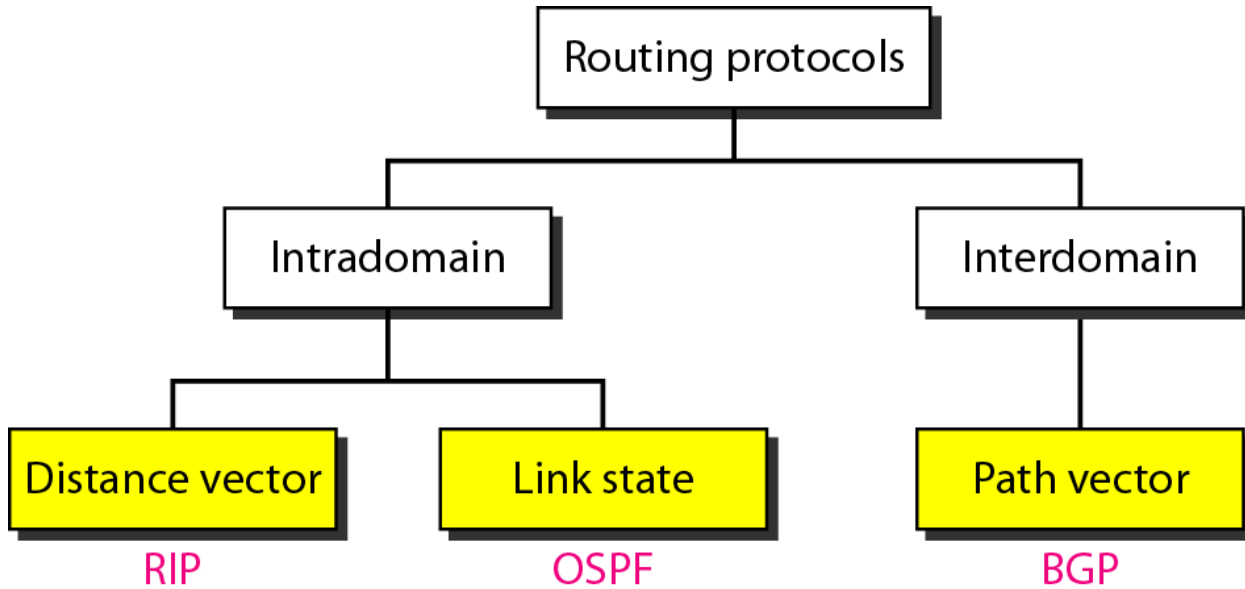 Routing protocols
Intradomain
Interdomain
Distance vector
Link state
Path vector
RIP
OSPF
BGP